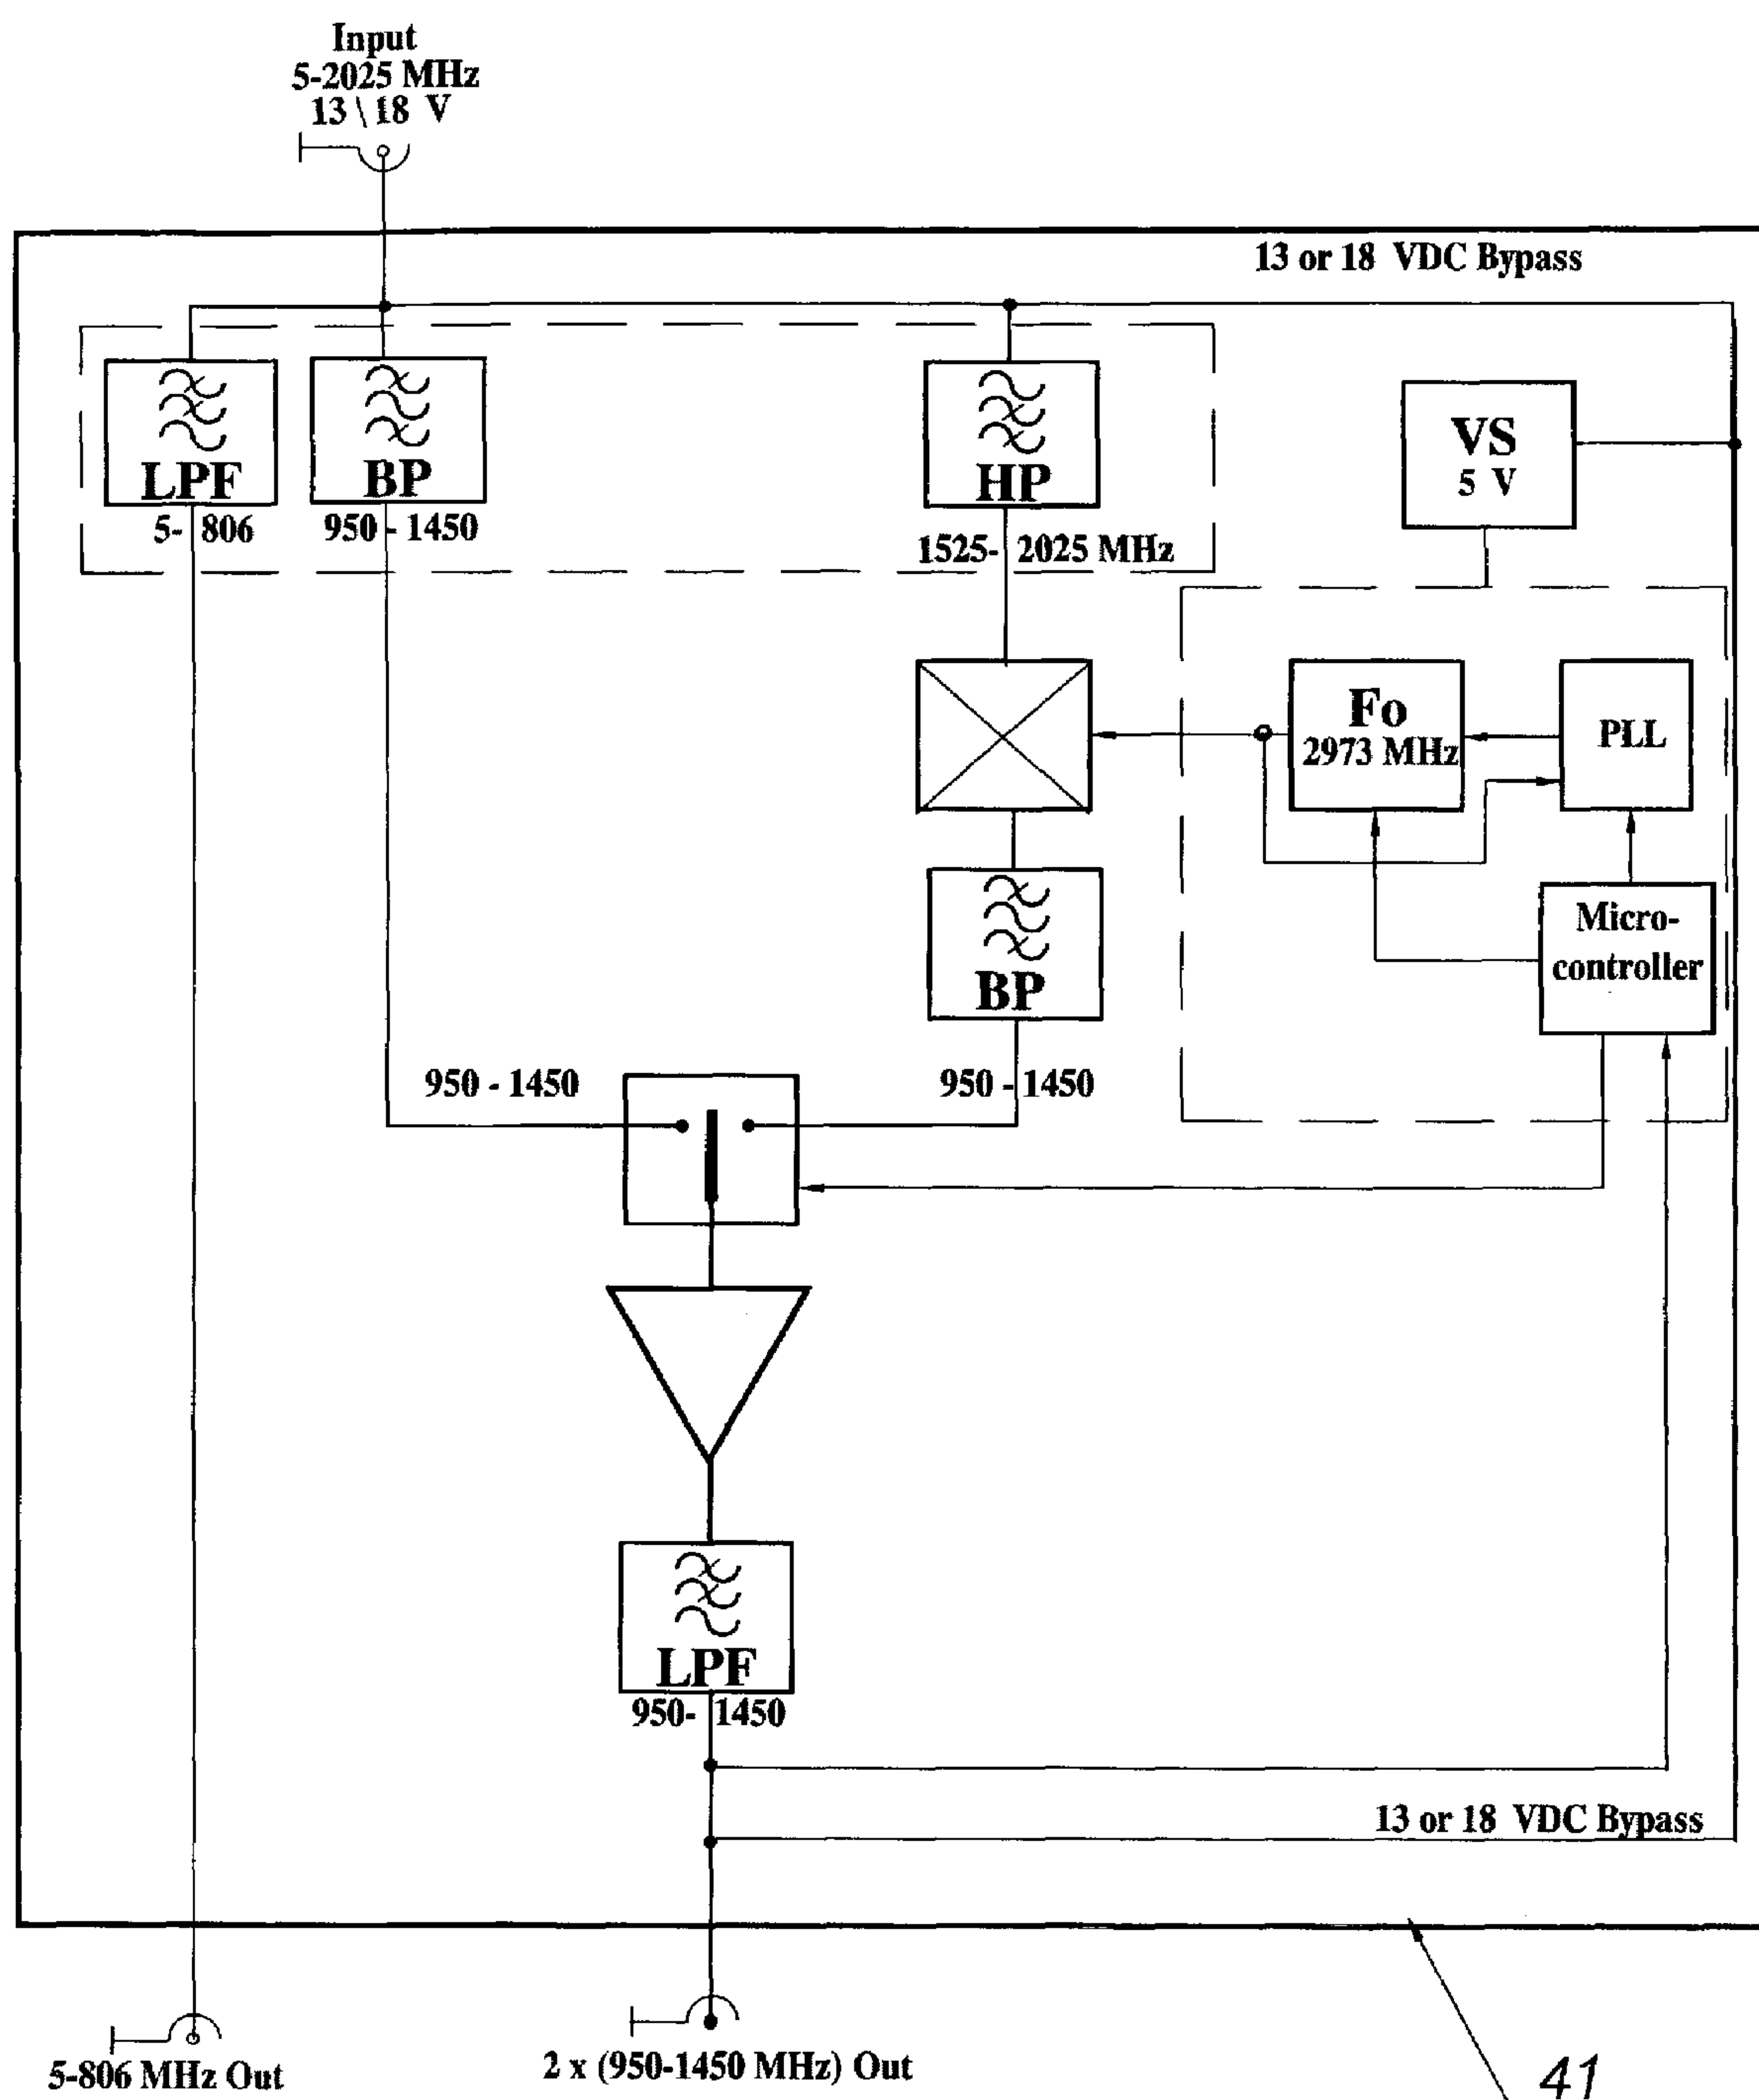 Input
5-2025 MHz
13 \ 18 V
13 or 18 VDC Bypass
LPF
5- 806
BP
950 - 1450
HP
1525- 2025 MHz
VS
5 V
Fo
2973 MHz
PLL
Micro-
controller
BP
950 - 1450
950 - 1450
LPF
950- 1450
13 or 18 VDC Bypass
5-806 MHz Out
2 x (950-1450 MHz) Out
41